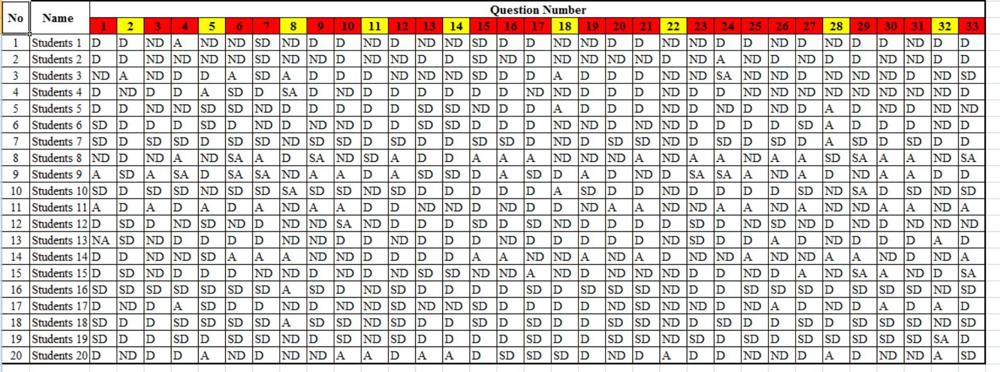 No Name Question Number
1 2 3 4 5 6 7 8 9 10 11 12 13 14 15 16 17 18 19 20 21 22 23 24 25 26 27 28 29 30 31 32 33
1 Students 1 D D ND A ND ND SD ND D D ND D ND ND SD D D ND ND D D ND ND D D ND D ND D D ND D D
2 Students 2 D D ND ND ND ND SD ND ND D ND ND D D SD ND D ND ND ND ND D ND A ND D ND D D ND ND D D
3 Students 3 ND A ND D D A SD A D D D ND ND ND SD D D A D D D ND ND SA ND ND D ND ND ND D ND SD
4 Students 4 D ND D D A SD D SA D ND D D D D D D ND ND D D D ND D D ND ND ND ND ND ND ND ND D
5 Students 5 D D ND ND SD SD ND D D D D D SD SD ND D D A D D D ND D ND D ND D A D ND D ND ND
6 Students 6 SD D D D SD D ND D ND ND D D SD SD D D D ND ND D ND ND D D D D SD A D D D ND D
7 Students 7 SD D SD SD D SD SD ND SD SD D SD D D SD SD D ND D SD SD ND D SD D SD D A SD D SD D D
8 Students 8 ND D ND A ND SA A D SA ND SD A D D A A A ND ND ND A ND A A ND A A SD SA A A ND SA
9 Students 9 A SD A SA D SA SA ND A A D A SD SD D A SD D A D ND D SA SA A ND A D ND A A D D
10 Students 10 SD D SD SD ND SD SD SA SD SD ND SD D D D D D A SD D D ND D D D D SD ND SA D SD ND SD
11 Students 11 A D A D A D A ND A A D D ND ND D ND D D ND A A ND ND A A ND A ND ND A A ND A
12 Students 12 D SD D ND SD ND D ND ND SA ND D D D SD D SD ND D D D D SD D ND SD ND D ND D ND ND ND
13 Students 13 NA SD ND D D D D ND ND D D ND D D D ND D D D D D ND SD D D A D ND D D D A D
14 Students 14 D D ND ND SD A A A ND ND D D D D A A ND ND A ND A D ND ND A ND ND A A ND D ND A
15 Students 15 D SD ND D D D ND ND D ND D ND SD SD ND ND A ND D ND ND ND D D ND D A ND SA A ND D SA
16 Students 16 SD SD SD SD SD SD SD A SD D ND SD D D D D SD D SD SD SD ND D D SD SD SD D SD SD SD ND SD
17 Students 17 D ND D A SD D D ND D ND ND SD ND ND SD D D D D ND SD ND ND D ND A D ND D A D A D
18 Students 18 SD D D SD SD SD SD A SD SD ND SD D D SD D SD D D SD SD ND D SD D D SD D SD SD SD ND SD
19 Students 19 SD D D SD D SD SD ND D SD ND SD D D D D SD D D SD SD ND SD D SD D SD SD SD SD SD SA D
20 Students 20 D ND D D A ND D ND ND A A D A A D SD SD SD D ND D A D D ND ND D A D ND ND A SD